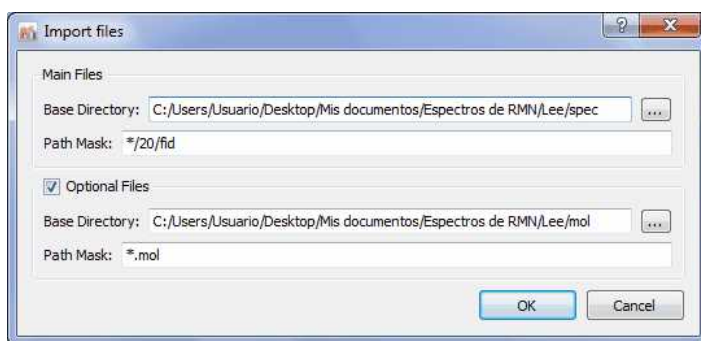 Import files
Main Files
Base Directory: C:/Users/Usuario/Desktop/Mis documentos/Espectros de RMN/Lee/spec ...
Path Mask: */20/fid
Optional Files
Base Directory: C:/Users/Usuario/Desktop/Mis documentos/Espectros de RMN/Lee/mol ...
Path Mask: *.mol
OK Cancel